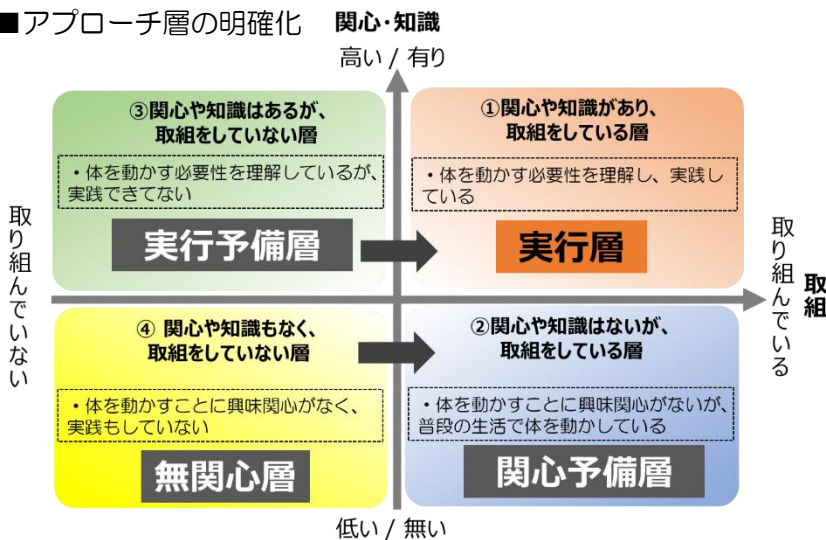 ■アプローチ層の明確化
関心・知識
高い / 有り
③関心や知識はあるが、
取組をしていない層
・体を動かす必要性を理解しているが、
実践できてない
実行予備層
①関心や知識があり、
取組をしている層
・体を動かす必要性を理解し、実践し
ている
実行層
取り組んでいない
取り組んでいる
取組
④ 関心や知識もなく、
取組をしていない層
・体を動かすことに興味関心がなく、
実践もしていない
無関心層
②関心や知識はないが、
取組をしている層
・体を動かすことに興味関心がないが、
普段の生活で体を動かしている
関心予備層
低い / 無い